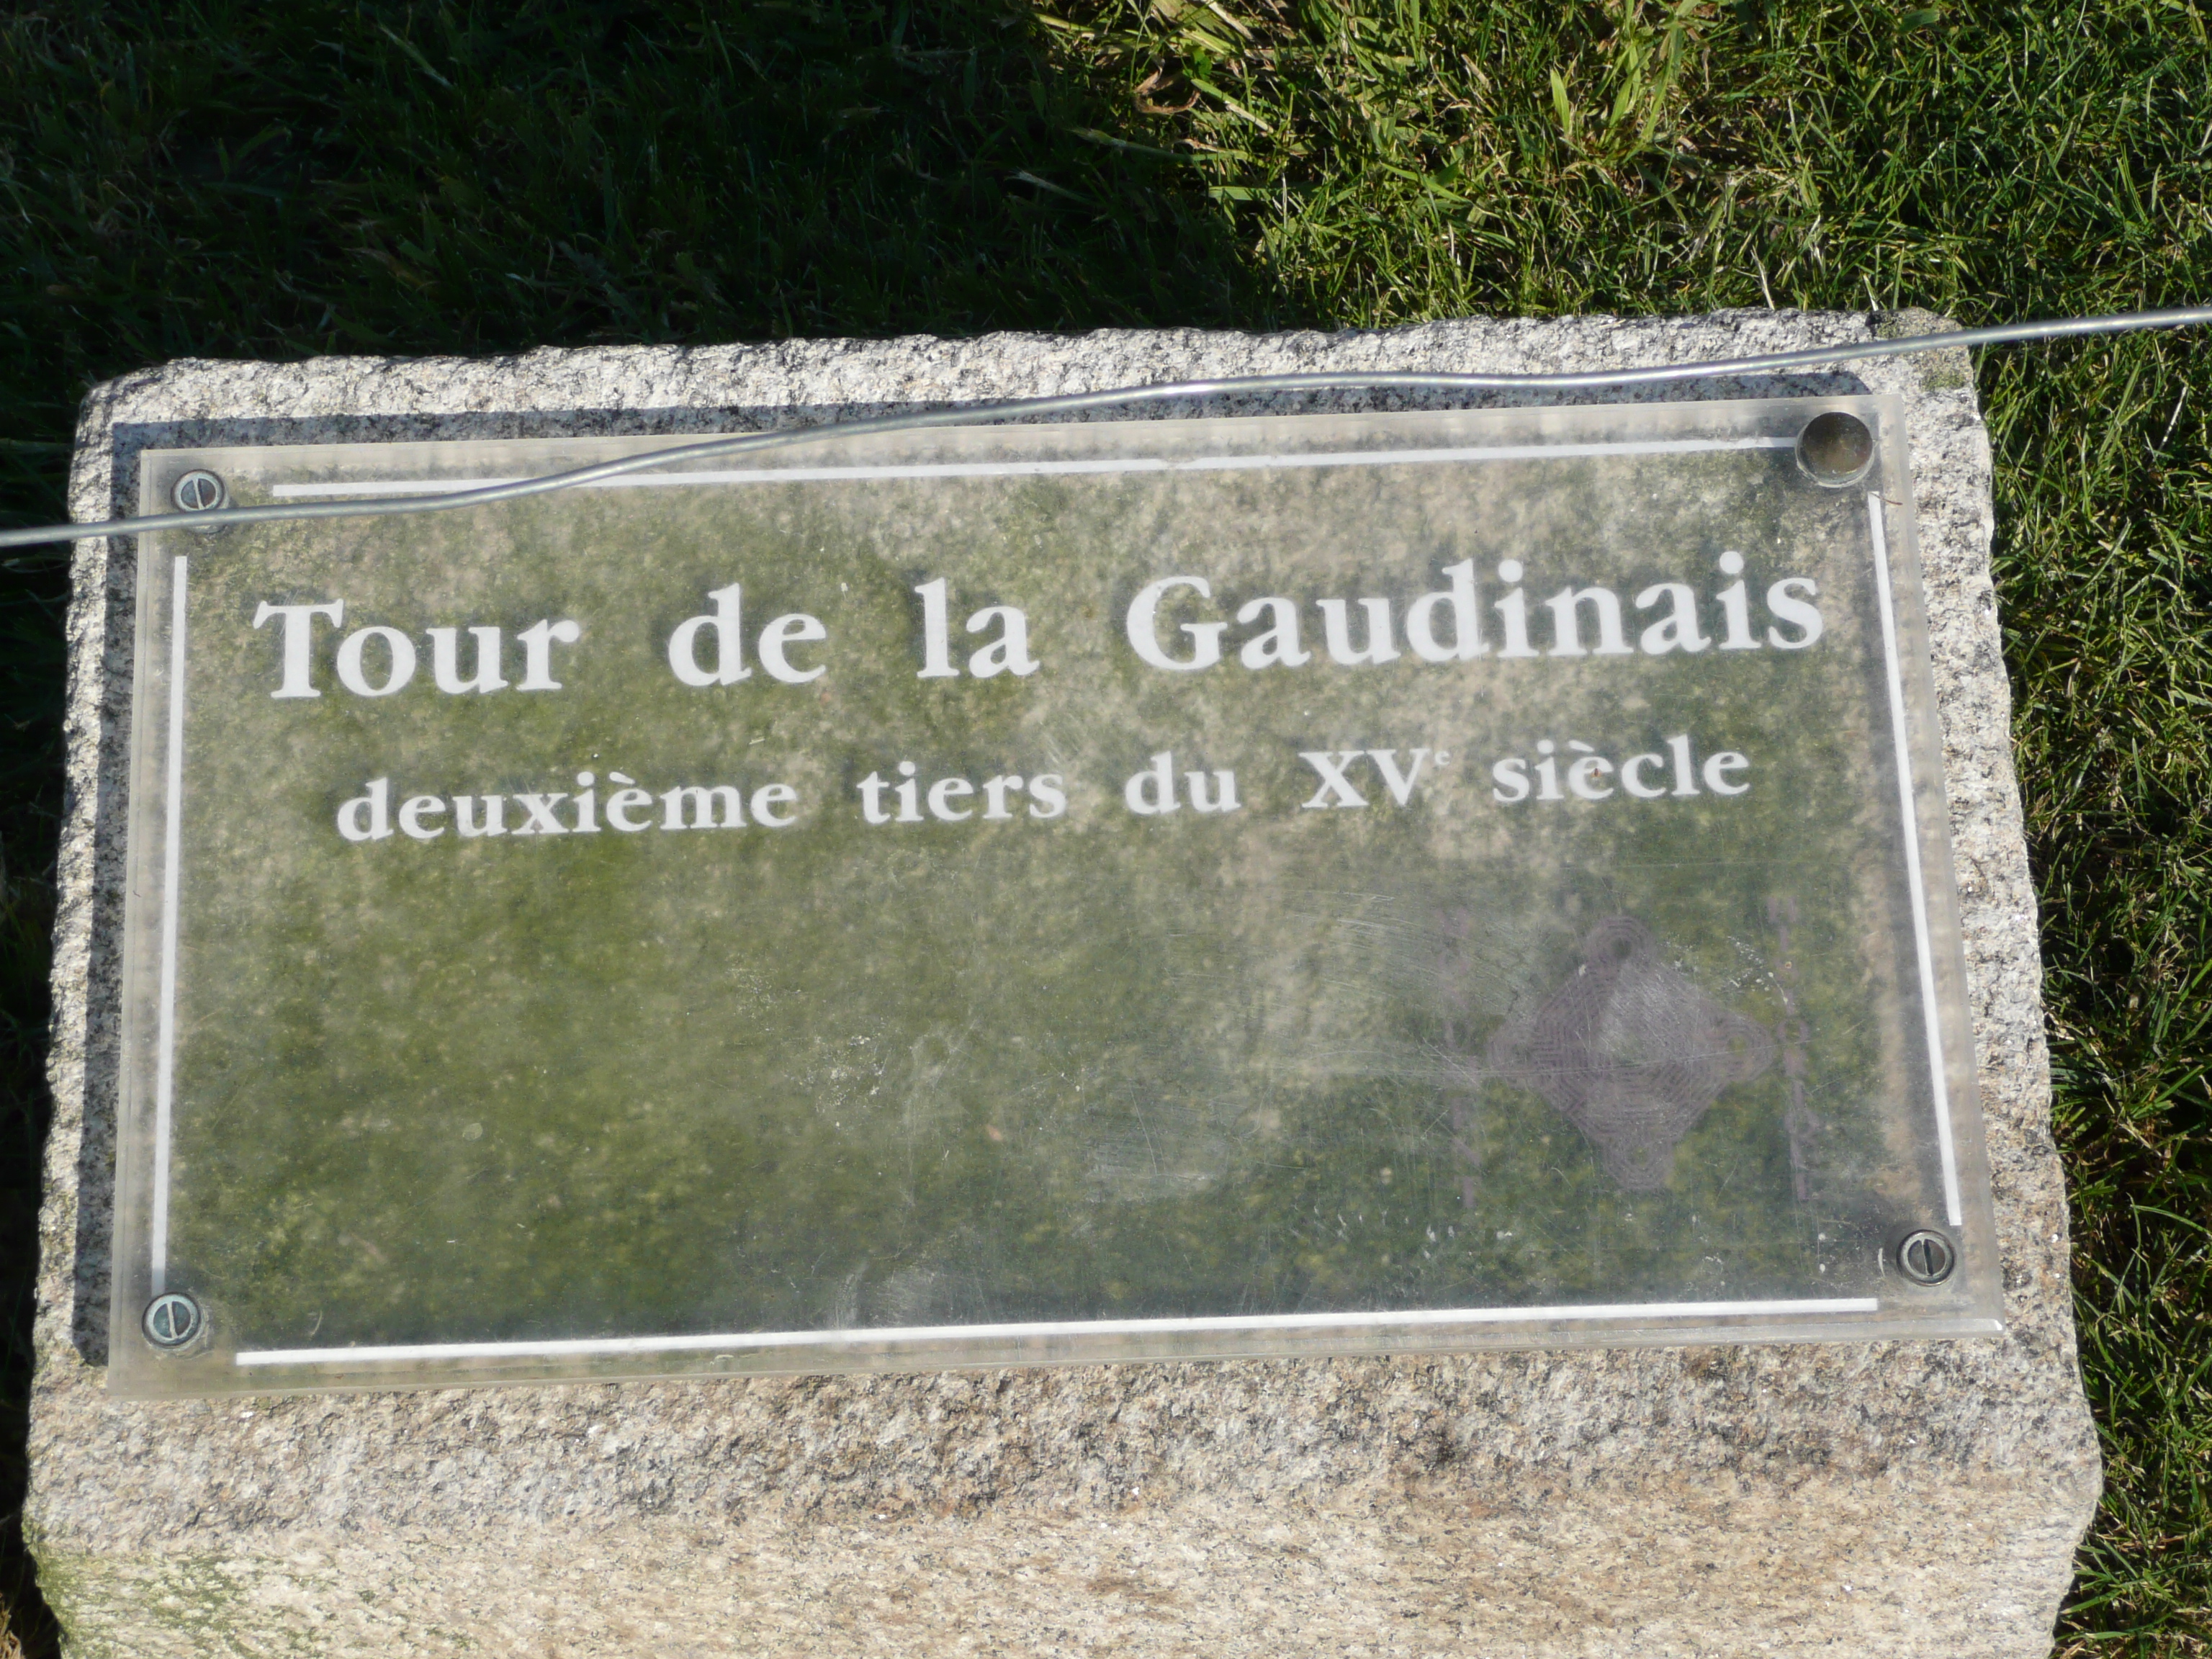 Tour de la Gaudinais
deuxième tiers du XVe siècle